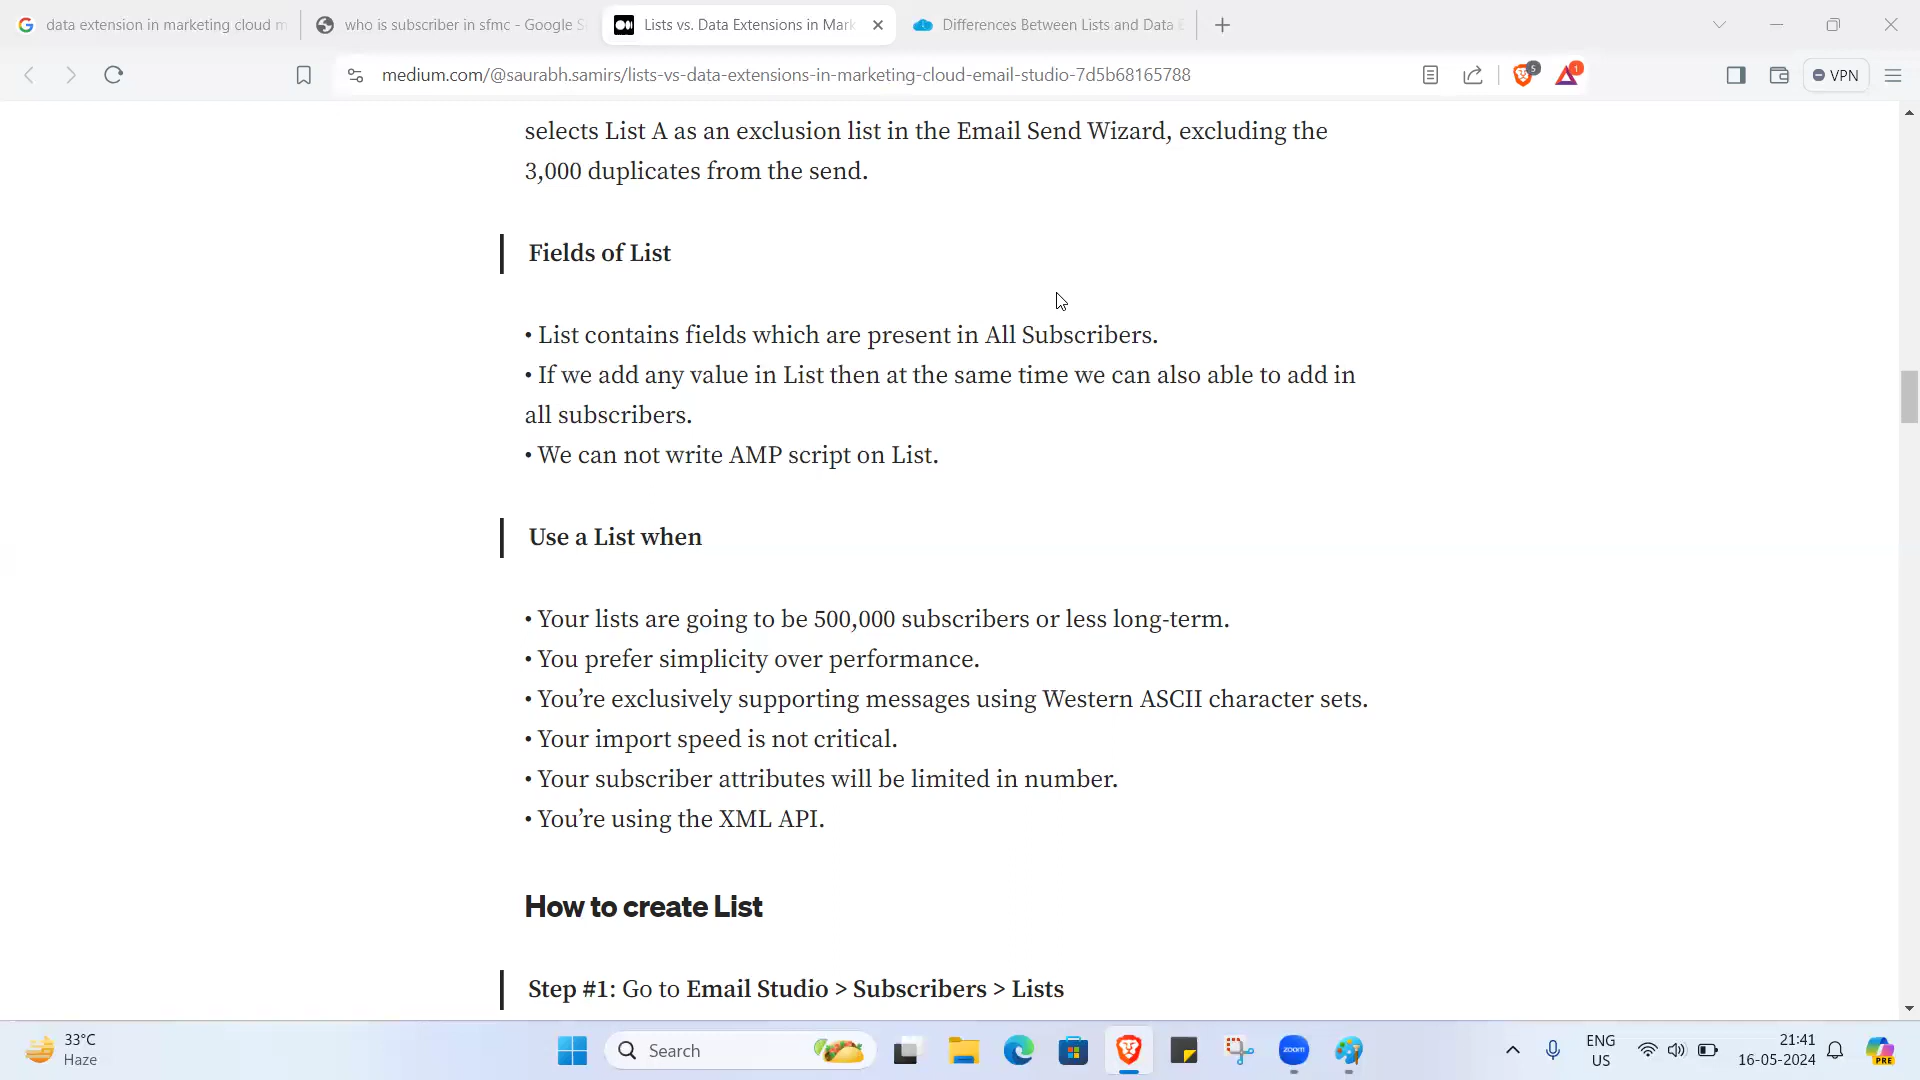 data extension in marketing cloud m
who is subscriber in sfmc - Google S
Lists vs. Data Extensions in Mark
Differences Between Lists and Data E
medium.com/@saurabh.samirs/lists-vs-data-extensions-in-marketing-cloud-email-studio-7d5b68165788
5
1
VPN
selects List A as an exclusion list in the Email Send Wizard, excluding the
3,000 duplicates from the send.
Fields of List
• List contains fields which are present in All Subscribers.
• If we add any value in List then at the same time we can also able to add in
all subscribers.
• We can not write AMP script on List.
Use a List when
• Your lists are going to be 500,000 subscribers or less long-term.
• You prefer simplicity over performance.
• You’re exclusively supporting messages using Western ASCII character sets.
• Your import speed is not critical.
• Your subscriber attributes will be limited in number.
• You’re using the XML API.
How to create List
Step #1: Go to Email Studio > Subscribers > Lists
33°C
Haze
Search
zoom
ENG
US
21:41
16-05-2024
PRE